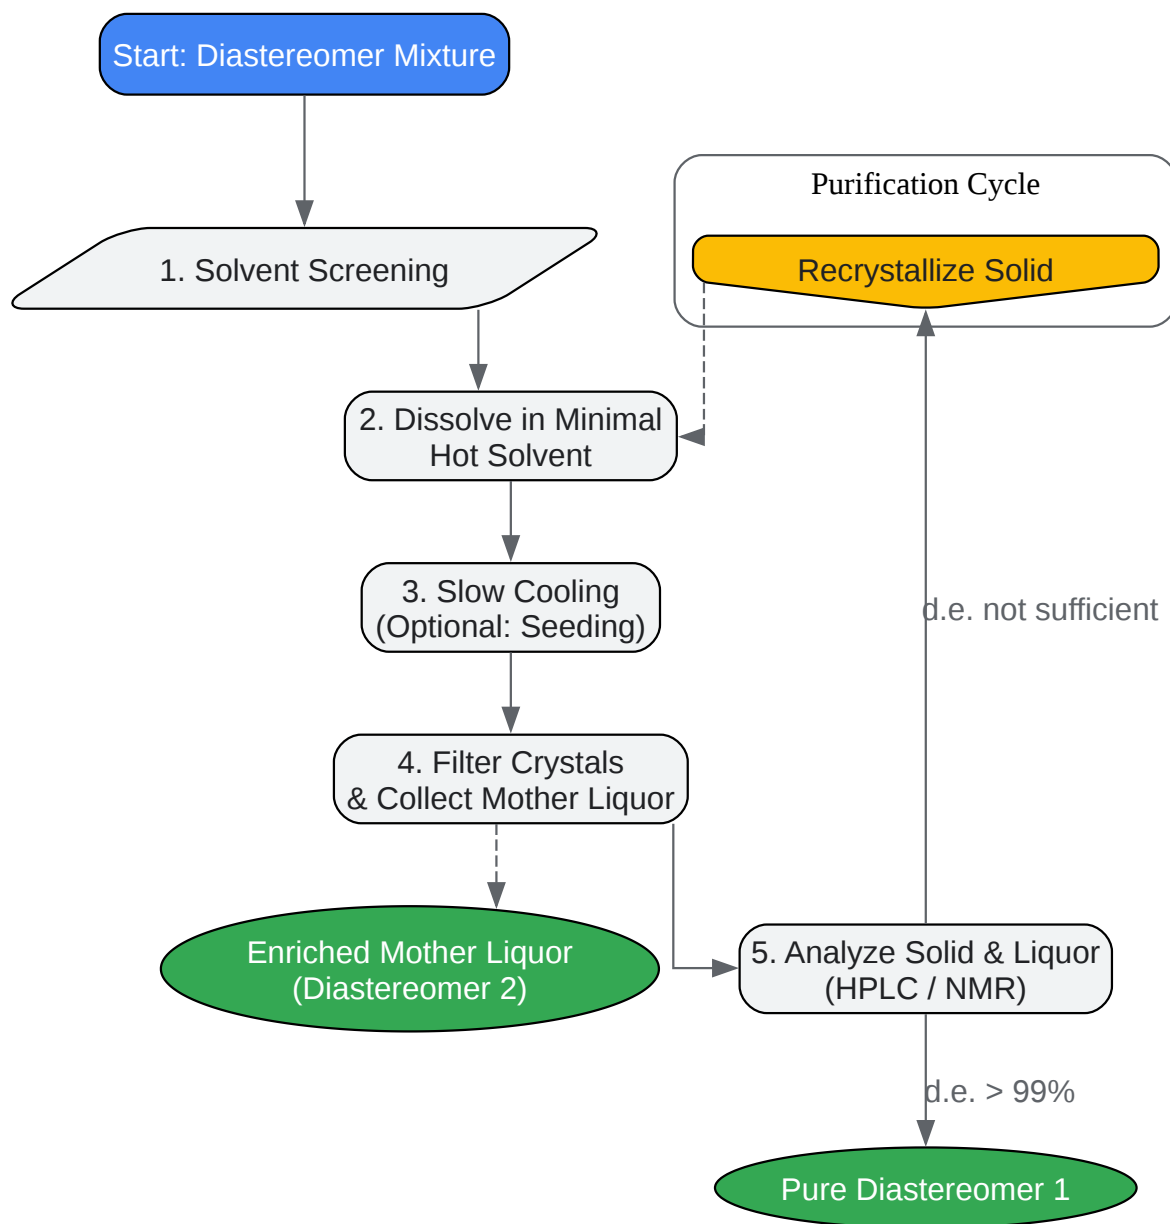 Start: Diastereomer Mixture
Purification Cycle
1. Solvent Screening
Recrystallize Solid
2. Dissolve in Minimal
Hot Solvent
3. Slow Cooling
(Optional: Seeding)
d.e. not sufficient
4. Filter Crystals
& Collect Mother Liquor
Enriched Mother Liquor
(Diastereomer 2)
5. Analyze Solid & Liquor
(HPLC / NMR)
d.e. > 99%
Pure Diastereomer 1